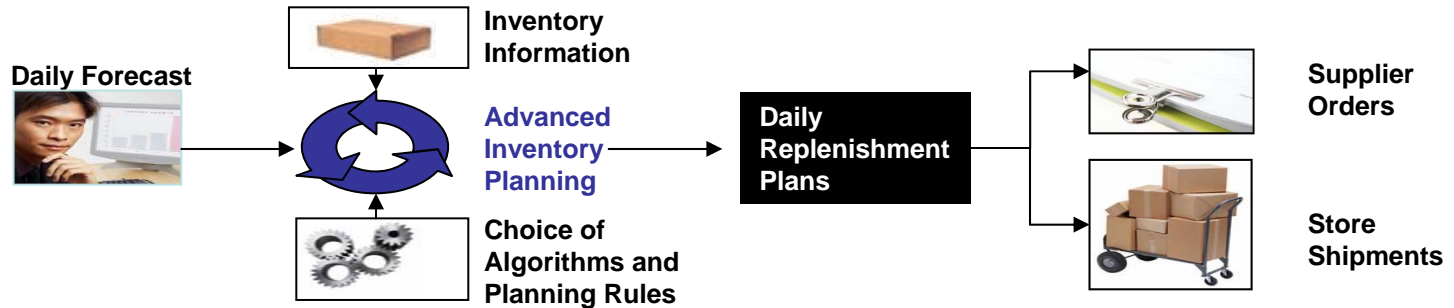 Daily Forecast
Inventory
Information
Advanced
Inventory
Planning
Choice of
Algorithms and
Planning Rules
Daily
Replenishment
Plans
Supplier
Orders
Store
Shipments